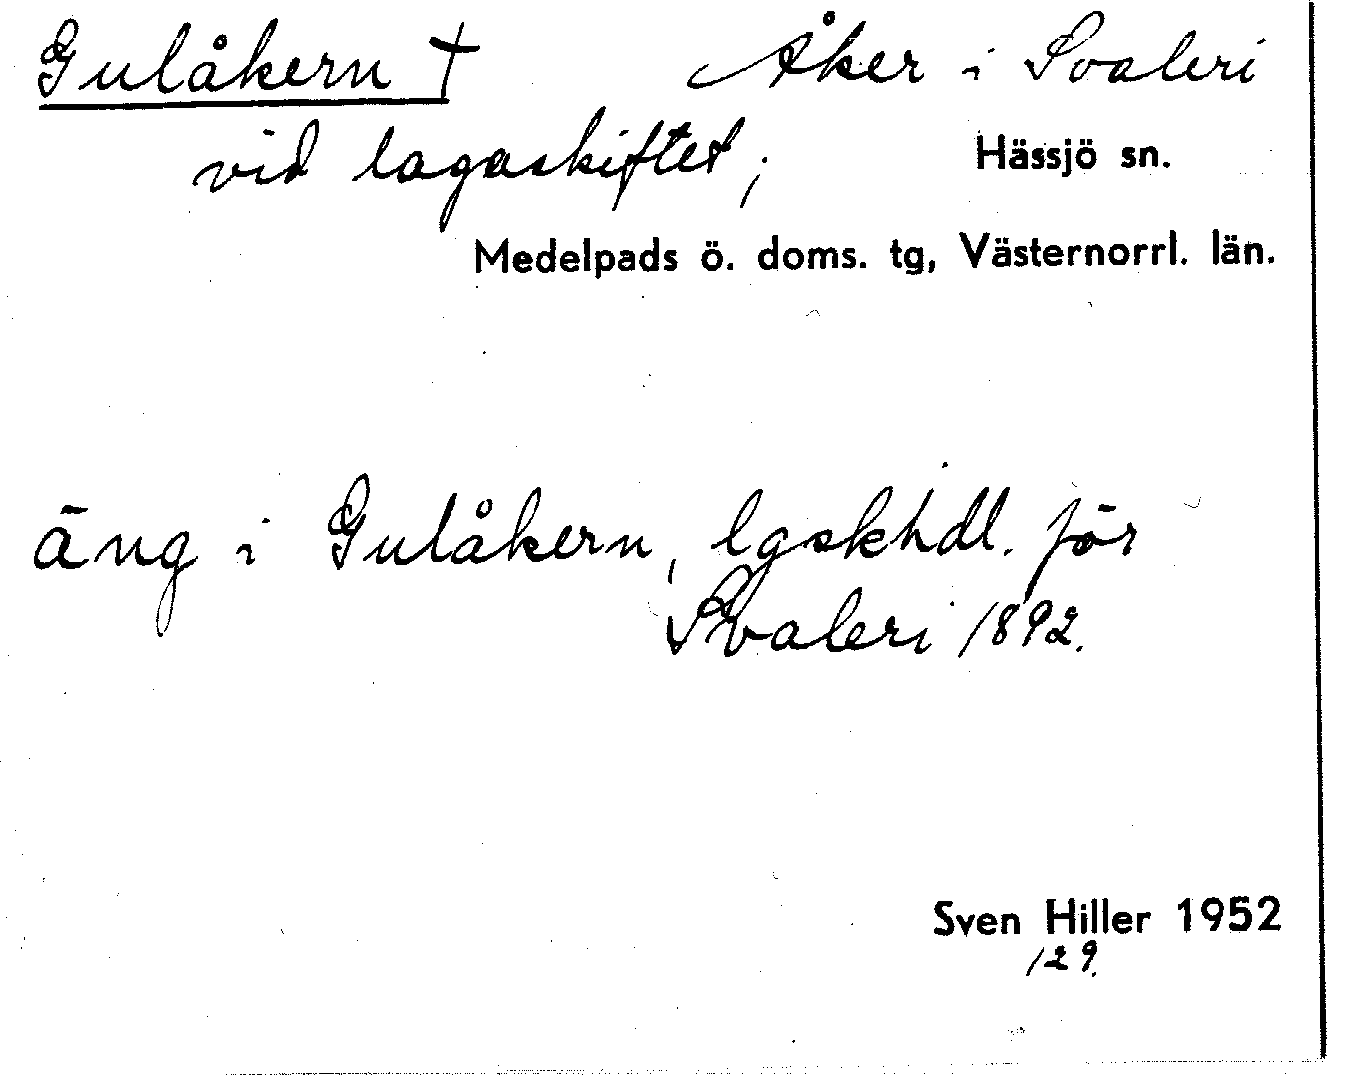 Gulåkern † Åker i Svaleri
vid lagaskiftet; Hässjö sn.
Medelpads ö. doms. tg, Västernorrl. län.
äng i Gulåkern, lgskhdl. för
Svaleri 1892.
Sven Hiller 1952
129.